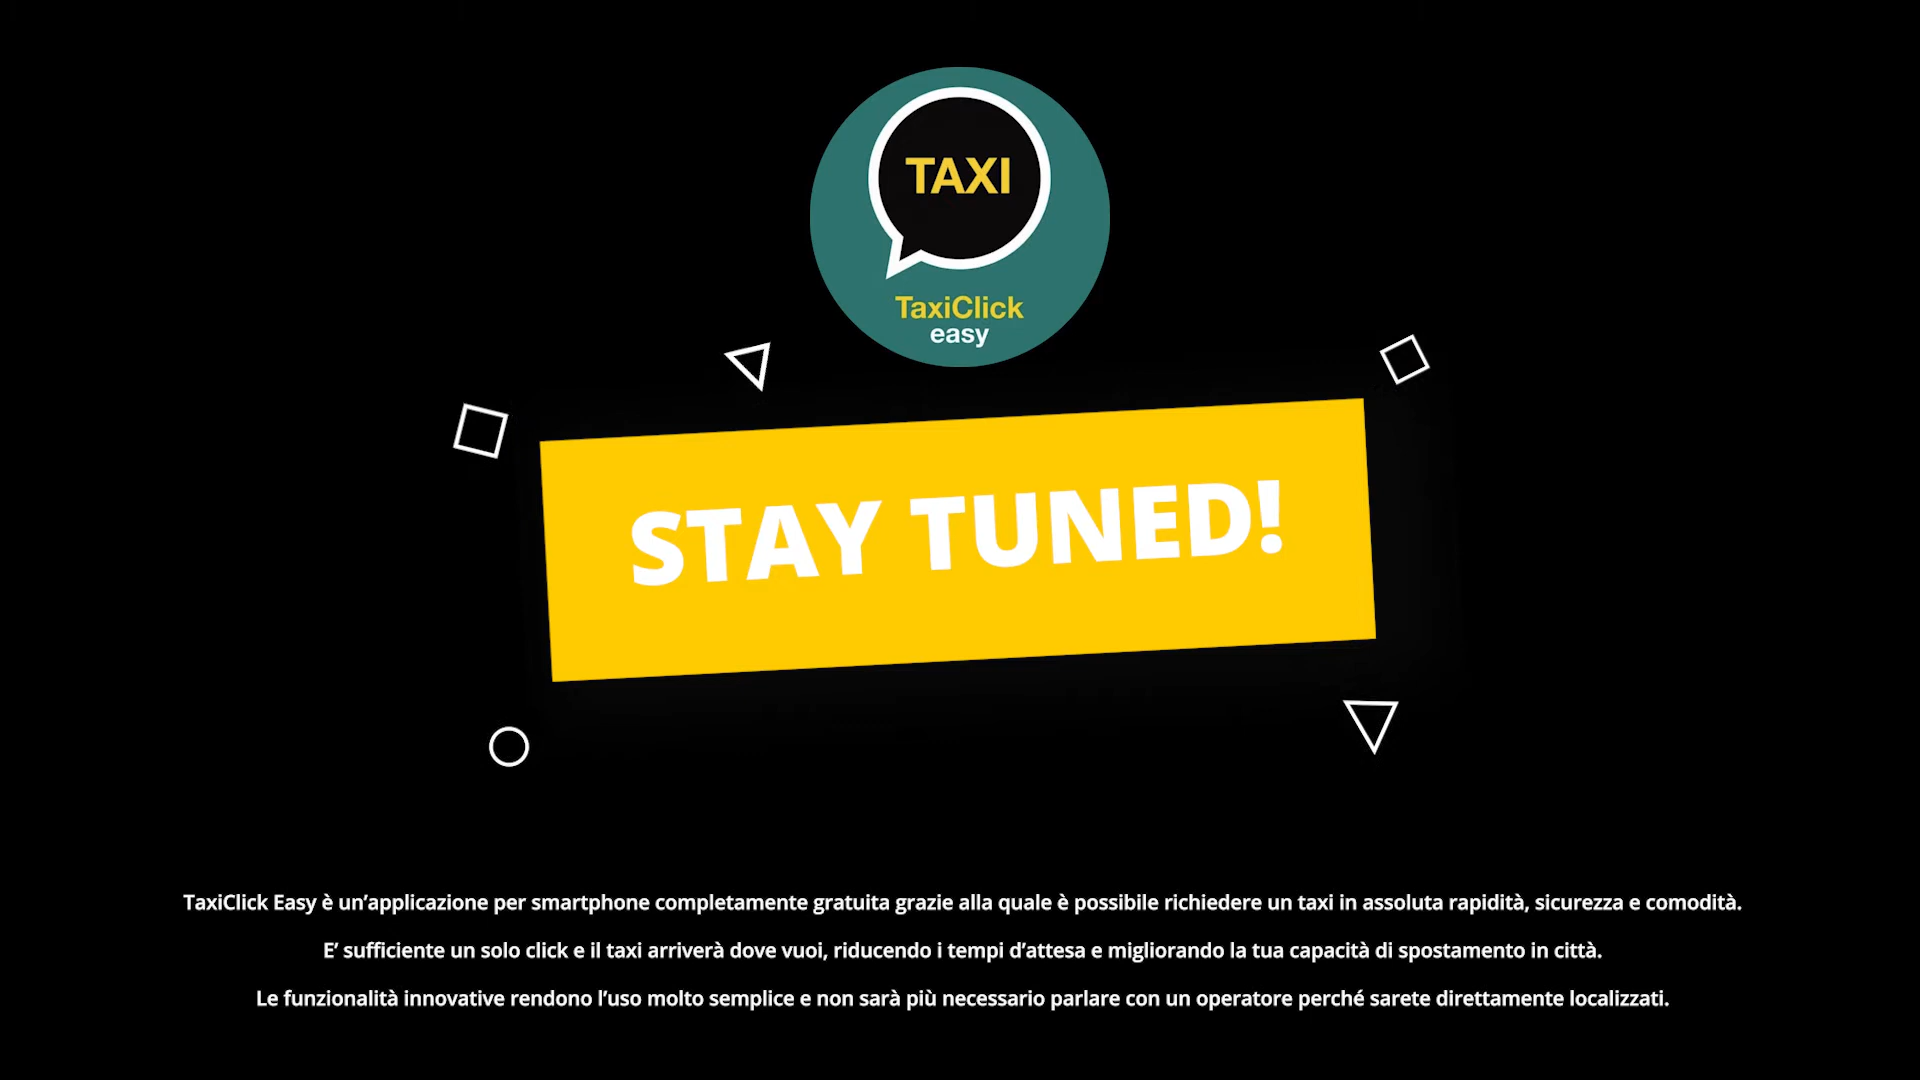 TAXI
TaxiClick
easy
STAY TUNED!
TaxiClick Easy è un’applicazione per smartphone completamente gratuita grazie alla quale è possibile richiedere un taxi in assoluta rapidità, sicurezza e comodità.
E’ sufficiente un solo click e il taxi arriverà dove vuoi, riducendo i tempi d’attesa e migliorando la tua capacità di spostamento in città.
Le funzionalità innovative rendono l’uso molto semplice e non sarà più necessario parlare con un operatore perché sarete direttamente localizzati.